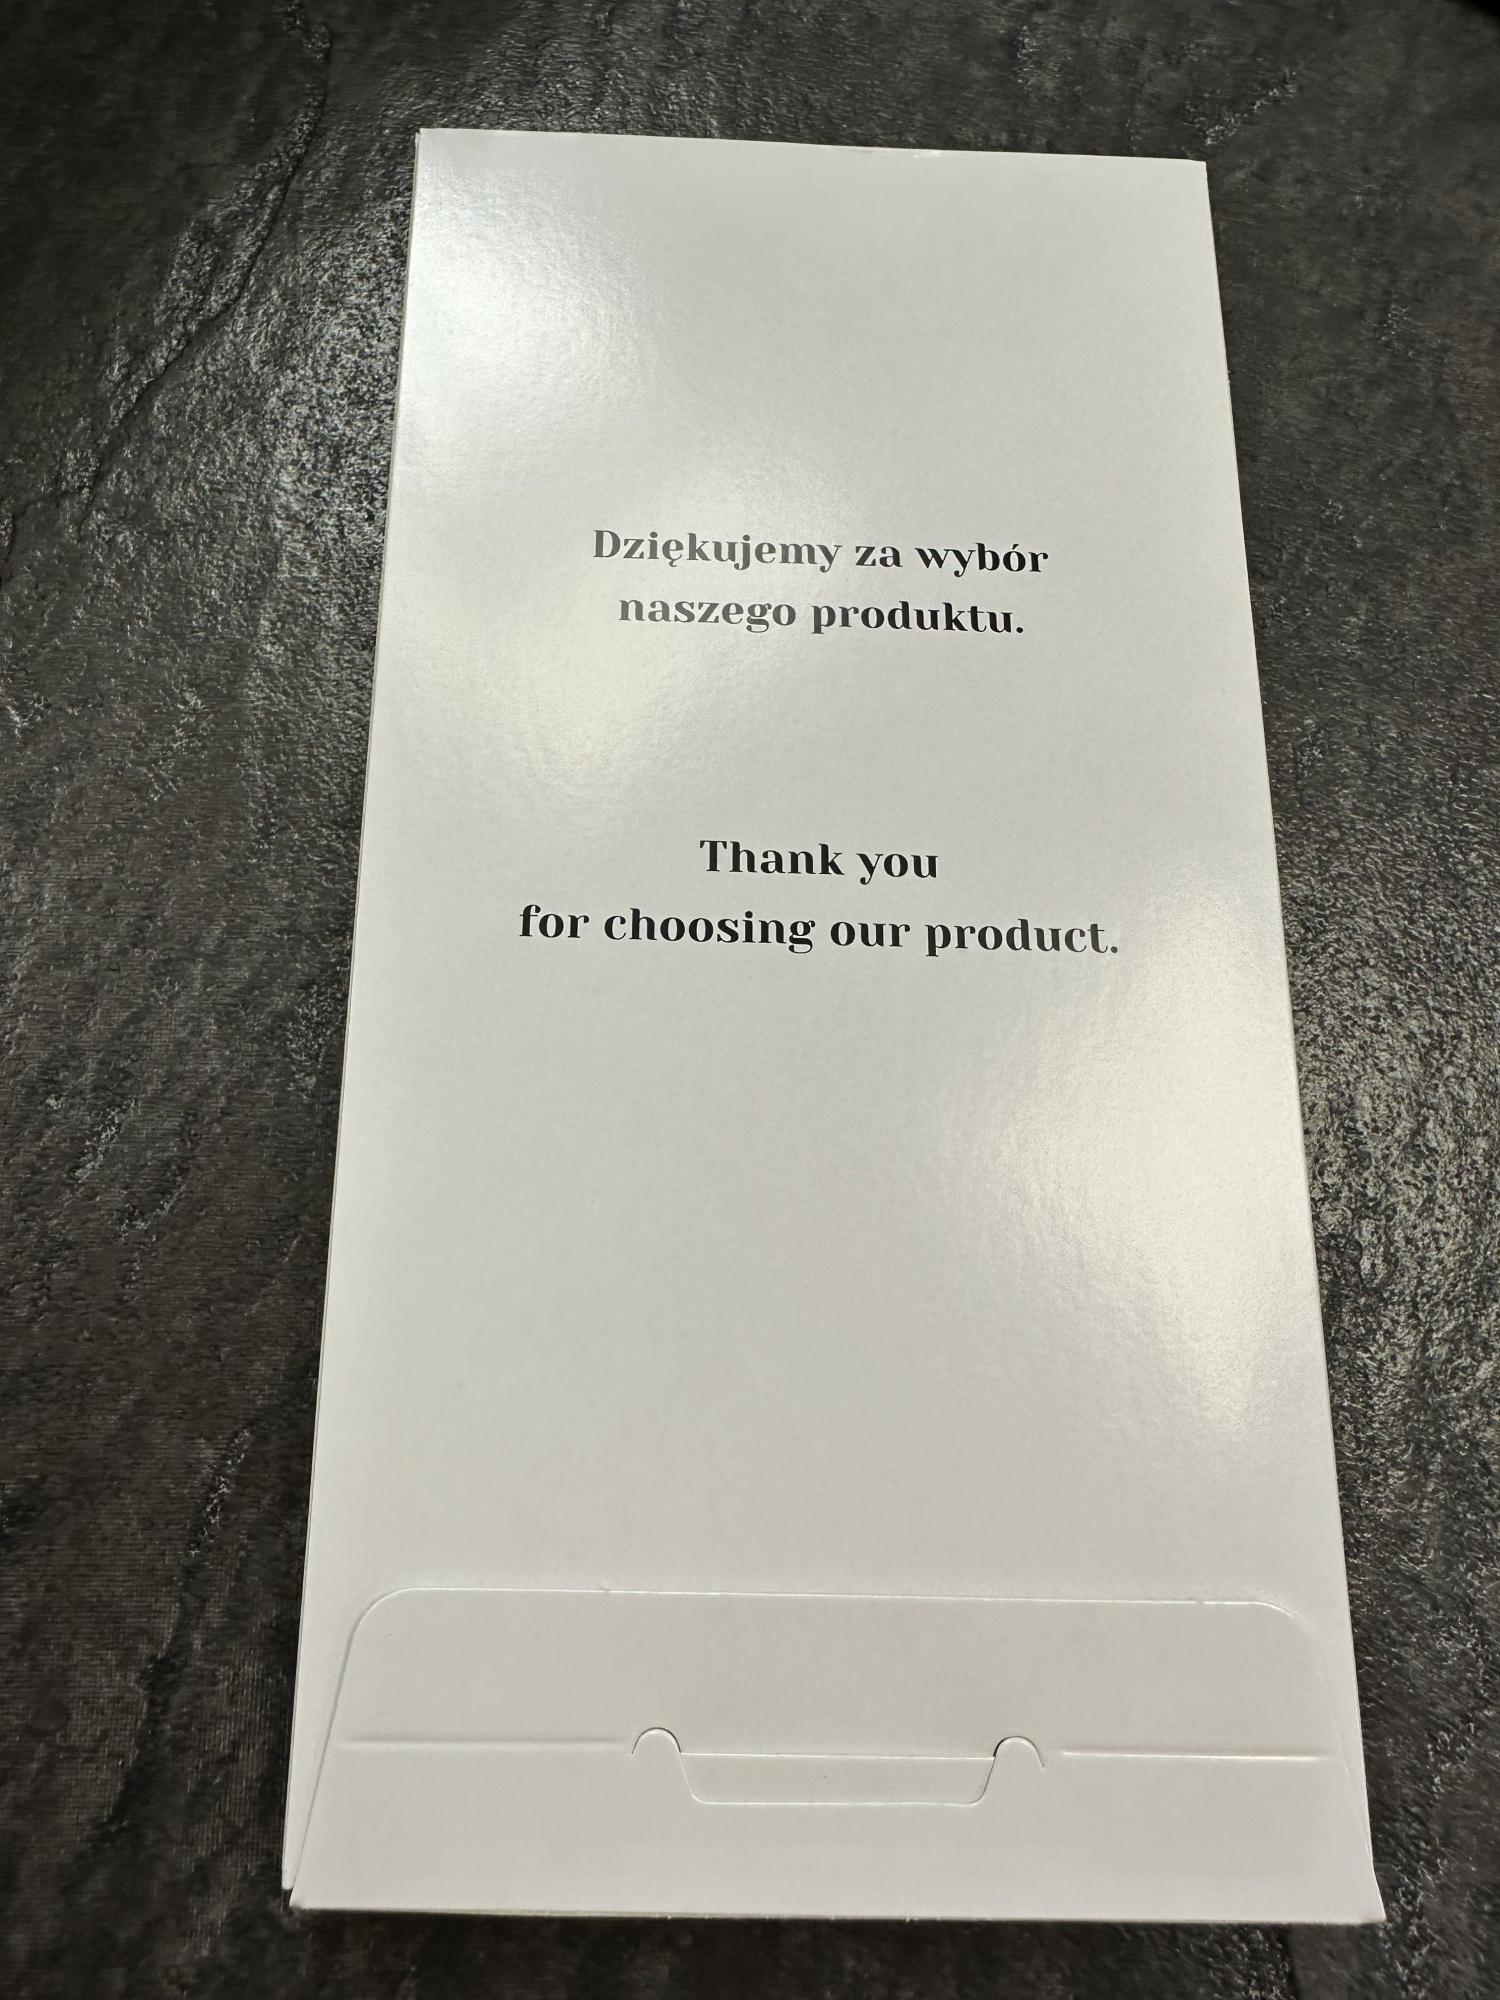 Dziękujemy za wybór
naszego produktu.
Thank you
for choosing our product.